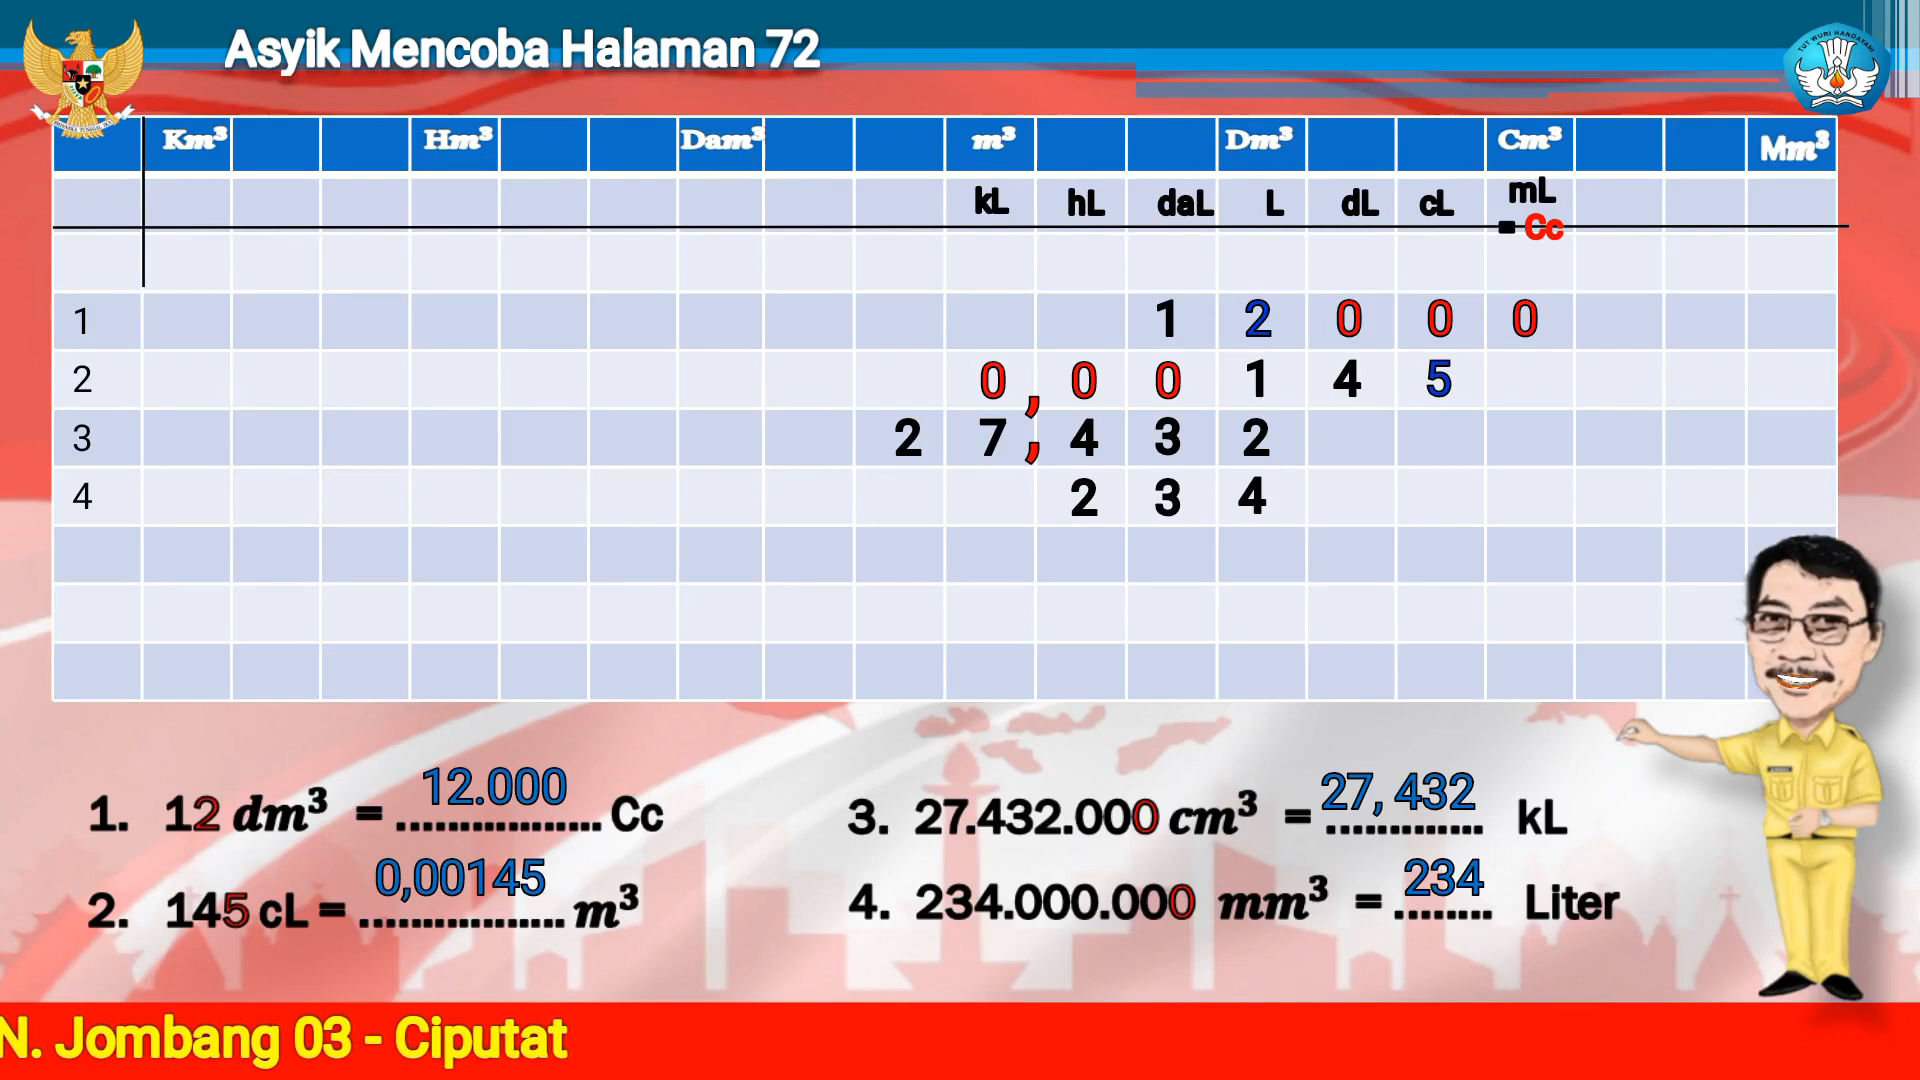 Asyik Mencoba Halaman 72
TUT WURI HANDAYANI
Km³ Hm³ Dam³ m³ Dm³ Cm³ Mm³
kL hL daL L dL cL mL
= Cc
1 1 2 0 0 0
2 0 , 0 0 1 4 5
3 2 7 , 4 3 2
4 2 3 4
1. 12 dm³ = 12.000 Cc
2. 145 cL = 0,00145 m³
3. 27.432.000 cm³ = 27, 432 kL
4. 234.000.000 mm³ = 234 Liter
N. Jombang 03 - Ciputat